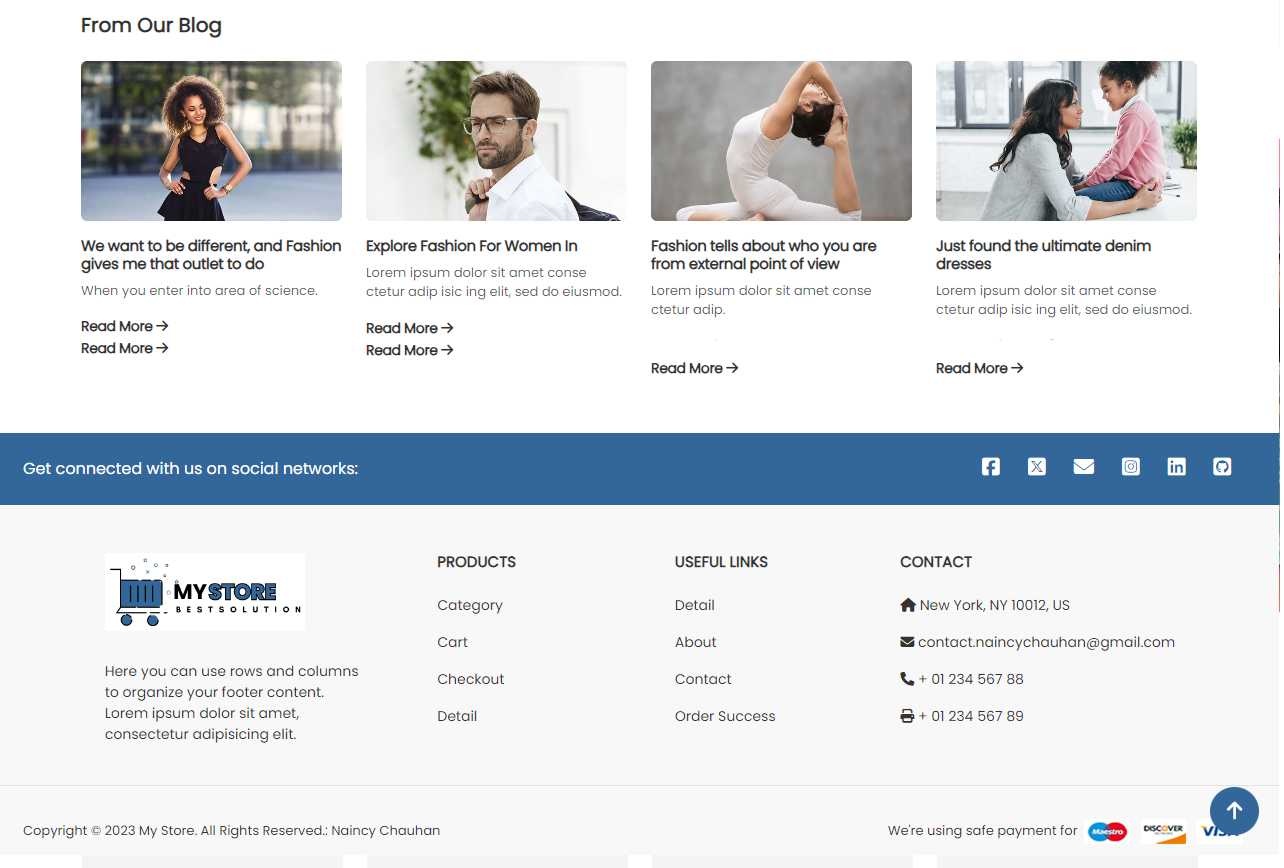 From Our Blog
We want to be different, and Fashion
gives me that outlet to do
When you enter into area of science.
Read More
Read More
Explore Fashion For Women In
Lorem ipsum dolor sit amet conse
ctetur adip isic ing elit, sed do eiusmod.
Read More
Read More
Fashion tells about who you are
from external point of view
Lorem ipsum dolor sit amet conse
ctetur adip.
Read More
Just found the ultimate denim
dresses
Lorem ipsum dolor sit amet conse
ctetur adip isic ing elit, sed do eiusmod.
Read More
Get connected with us on social networks:
MYSTORE
BESTSOLUTION
Here you can use rows and columns
to organize your footer content.
Lorem ipsum dolor sit amet,
consectetur adipisicing elit.
PRODUCTS
Category
Cart
Checkout
Detail
USEFUL LINKS
Detail
About
Contact
Order Success
CONTACT
New York, NY 10012, US
contact.naincychauhan@gmail.com
+ 01 234 567 88
+ 01 234 567 89
Copyright © 2023 My Store. All Rights Reserved.: Naincy Chauhan
We're using safe payment for
Maestro
DISCOVER
VISA